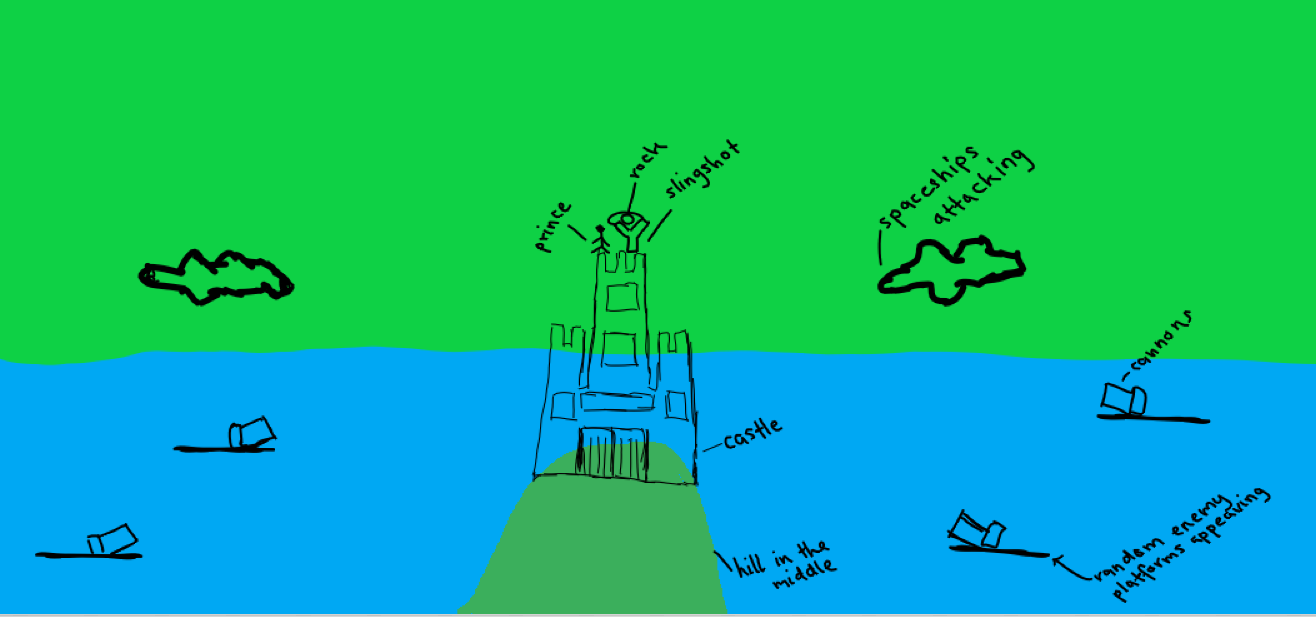 rock
slingshot
prince
spaceships
attacking
cannons
castle
random enemy
platforms appearing
hill in the
middle